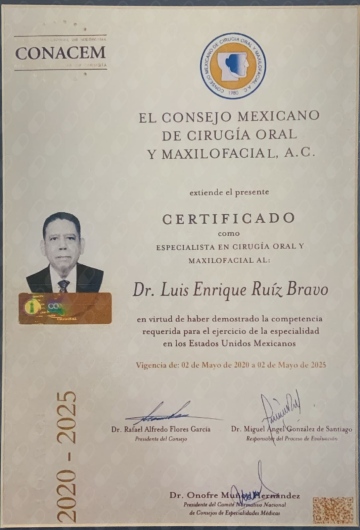 CONACEM
EL CONSEJO MEXICANO
DE CIRUGÍA ORAL
Y MAXILOFACIAL, A.C.
extiende el presente
CERTIFICADO
como
ESPECIALISTA EN CIRUGÍA ORAL Y
MAXILOFACIAL AL:
Dr. Luis Enrique Ruíz Bravo
en virtud de haber demostrado la competencia
requerida para el ejercicio de la especialidad
en los Estados Unidos Mexicanos
Vigencia de: 02 de Mayo de 2020 a 02 de Mayo de 2025
Dr. Rafael Alfredo Flores García
Presidente del Consejo
Dr. Miguel Ángel González de Santiago
Responsable del Proceso de Evaluación
Dr. Onofre Muñoz Hernández
Presidente del Comité Normativo Nacional
de Consejos de Especialidades Médicas
2020 - 2025